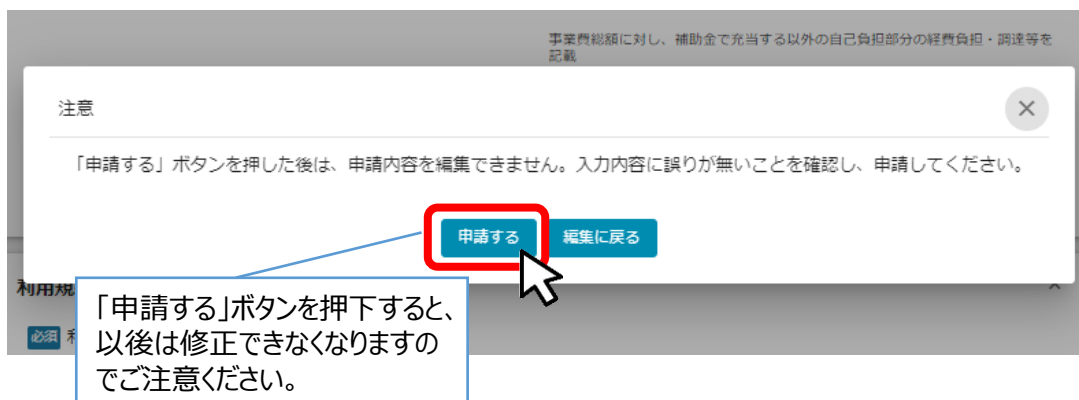 事業費総額に対し、補助金で充当する以外の自己負担部分の経費負担・調達等を
記載
注意
「申請する」ボタンを押した後は、申請内容を編集できません。入力内容に誤りが無いことを確認し、申請してください。
申請する
編集に戻る
利用規
必須
「申請する」ボタンを押下すると、
以後は修正できなくなりますの
でご注意ください。